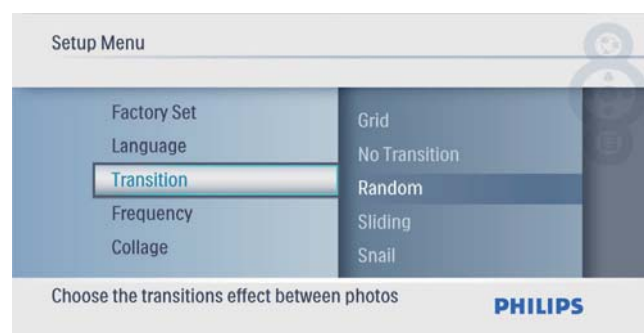 Setup Menu
Factory Set
Language
Transition
Frequency
Collage
Grid
No Transition
Random
Sliding
Snail
Choose the transitions effect between photos
PHILIPS